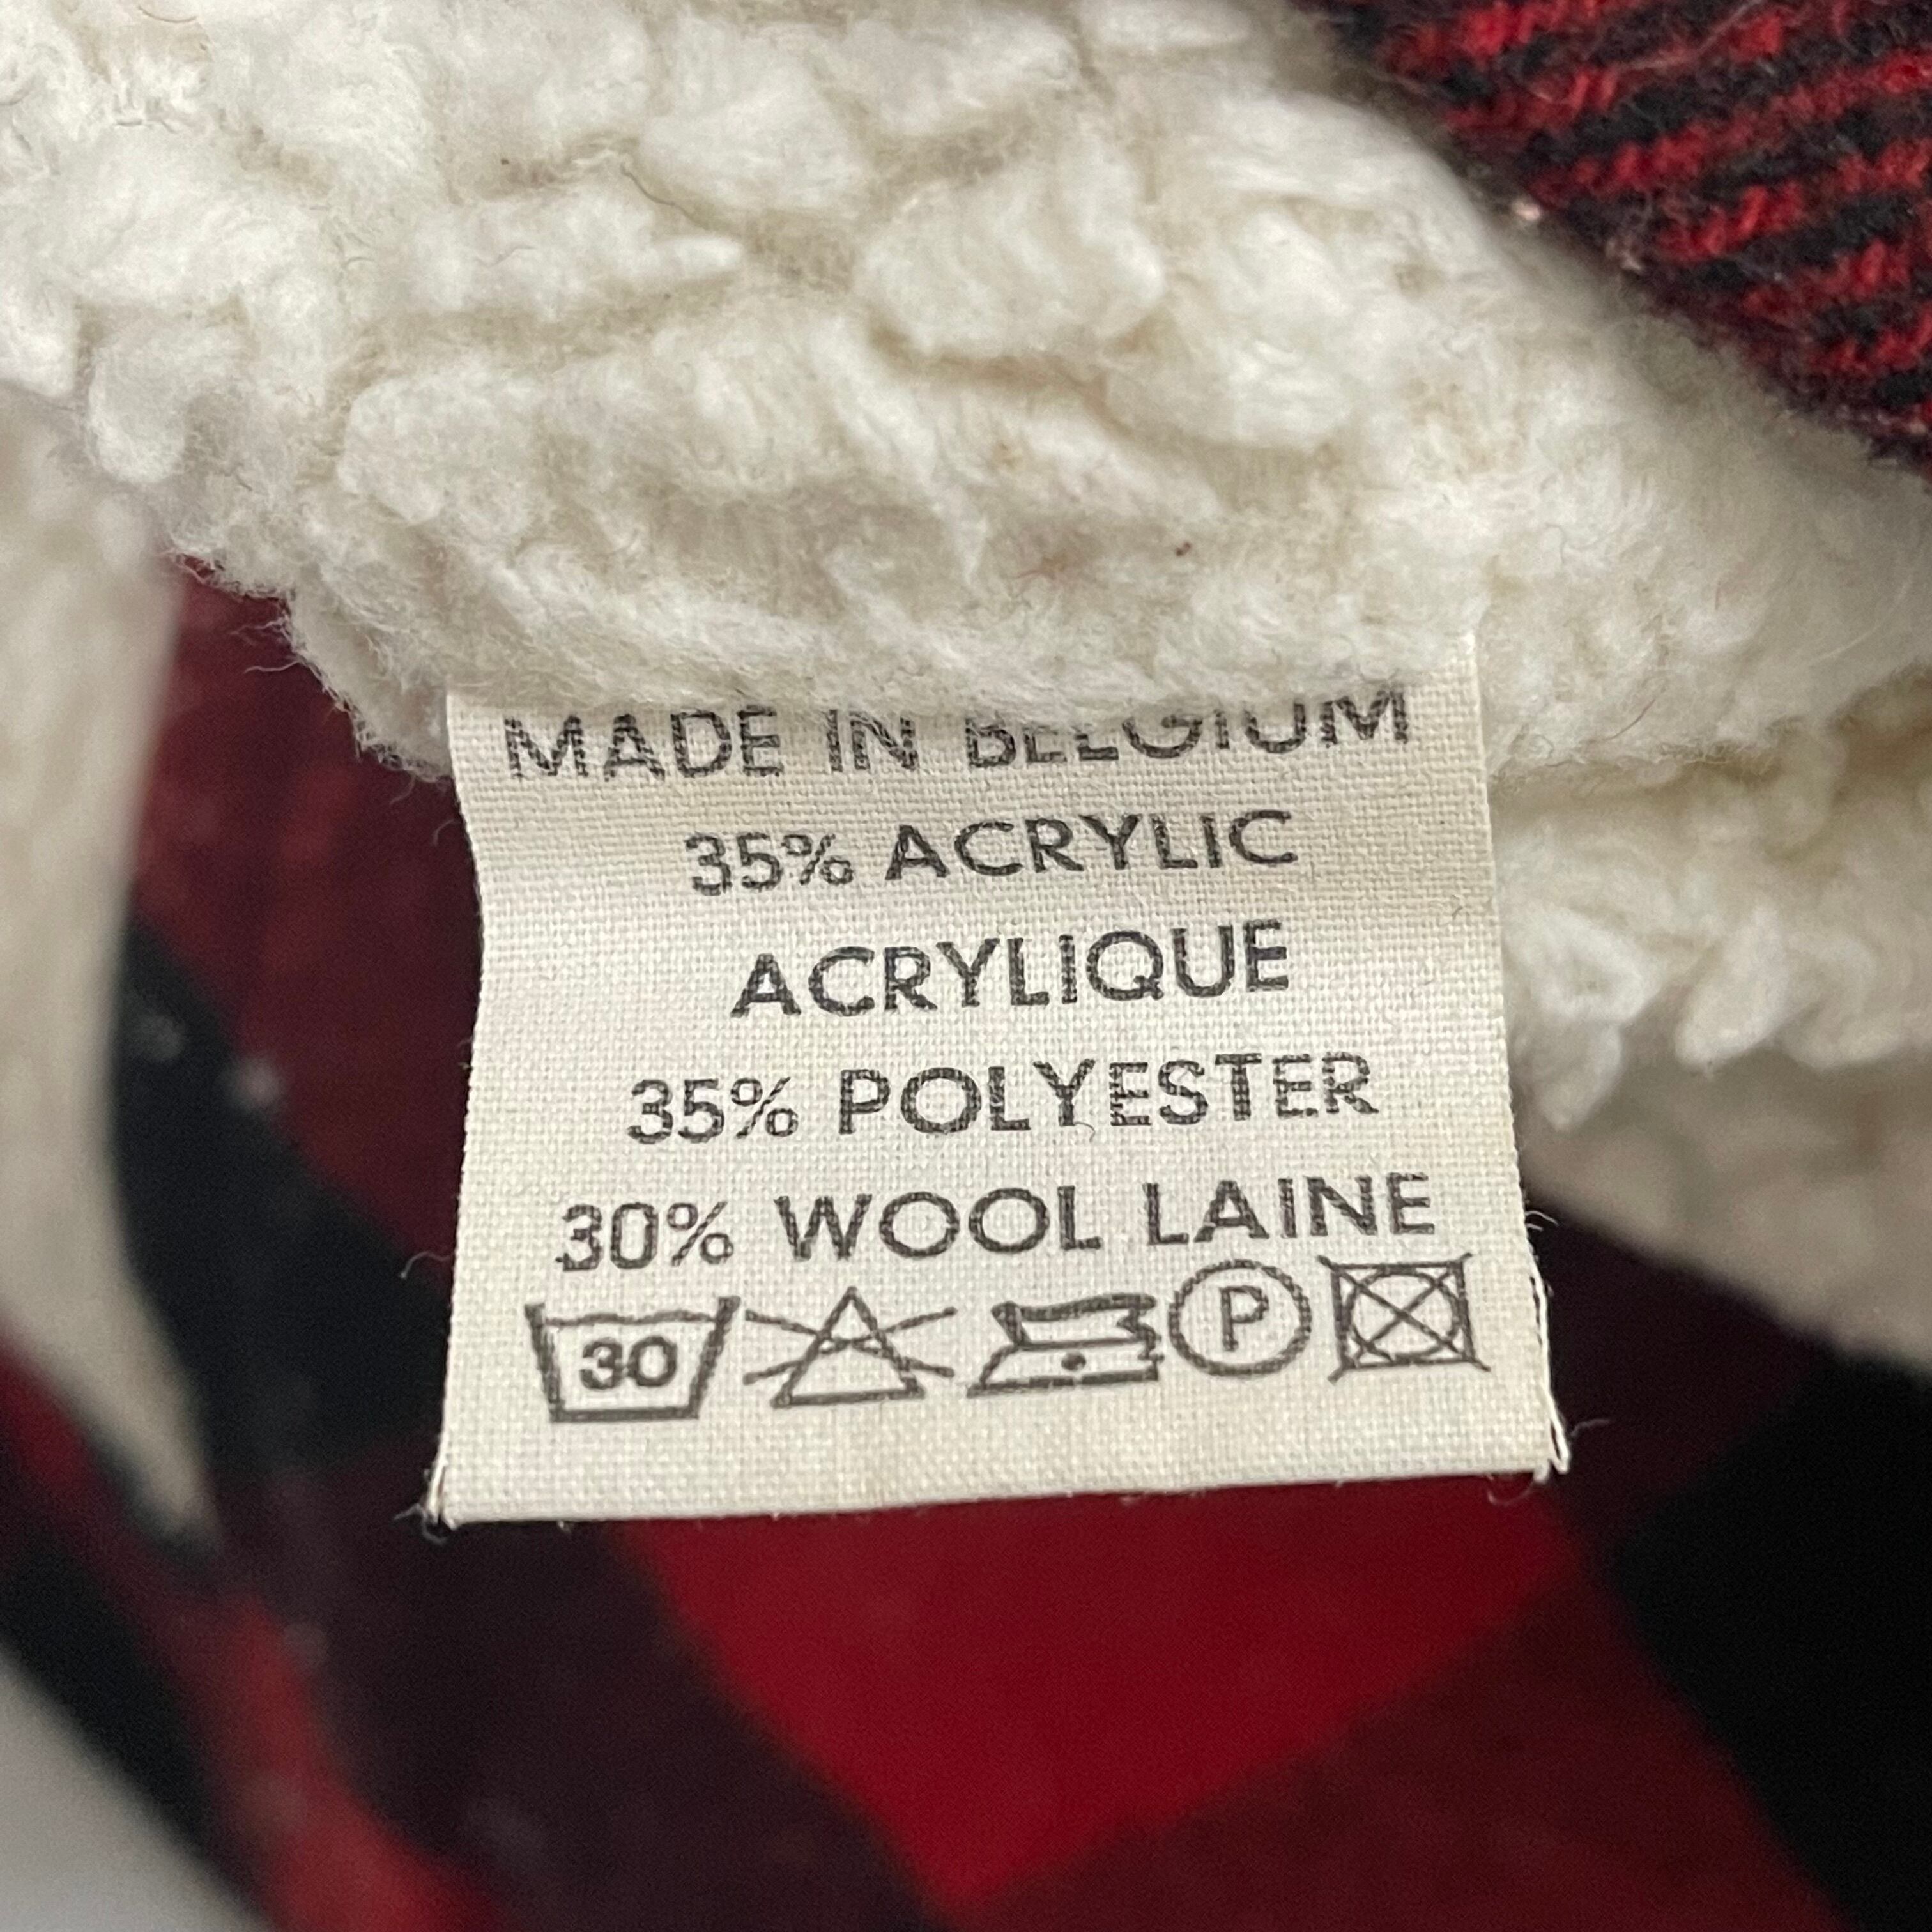 MADE IN BELGIUM
35% ACRYLIC
ACRYLIQUE
35% POLYESTER
30% WOOL LAINE
30 P